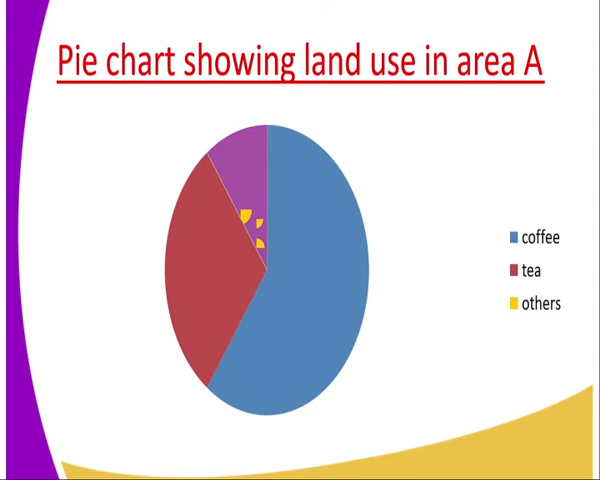 Pie chart showing land use in area A
coffee
tea
others